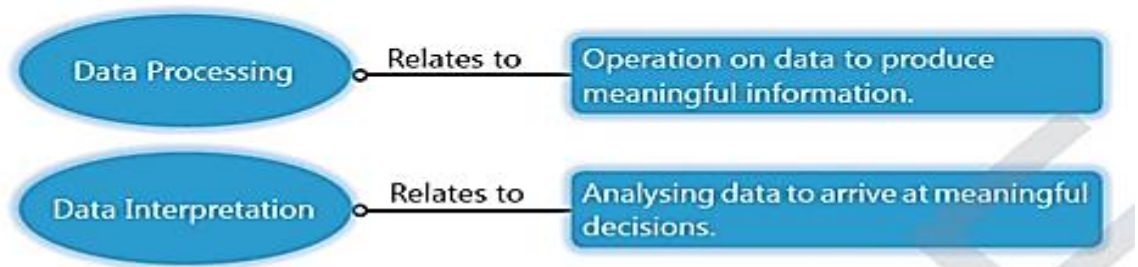 Data Processing
Relates to
Operation on data to produce
meaningful information.
Data Interpretation
Relates to
Analysing data to arrive at meaningful
decisions.